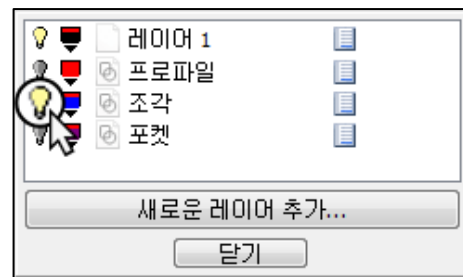 레이어 1
프로파일
조각
포켓
새로운 레이어 추가...
닫기